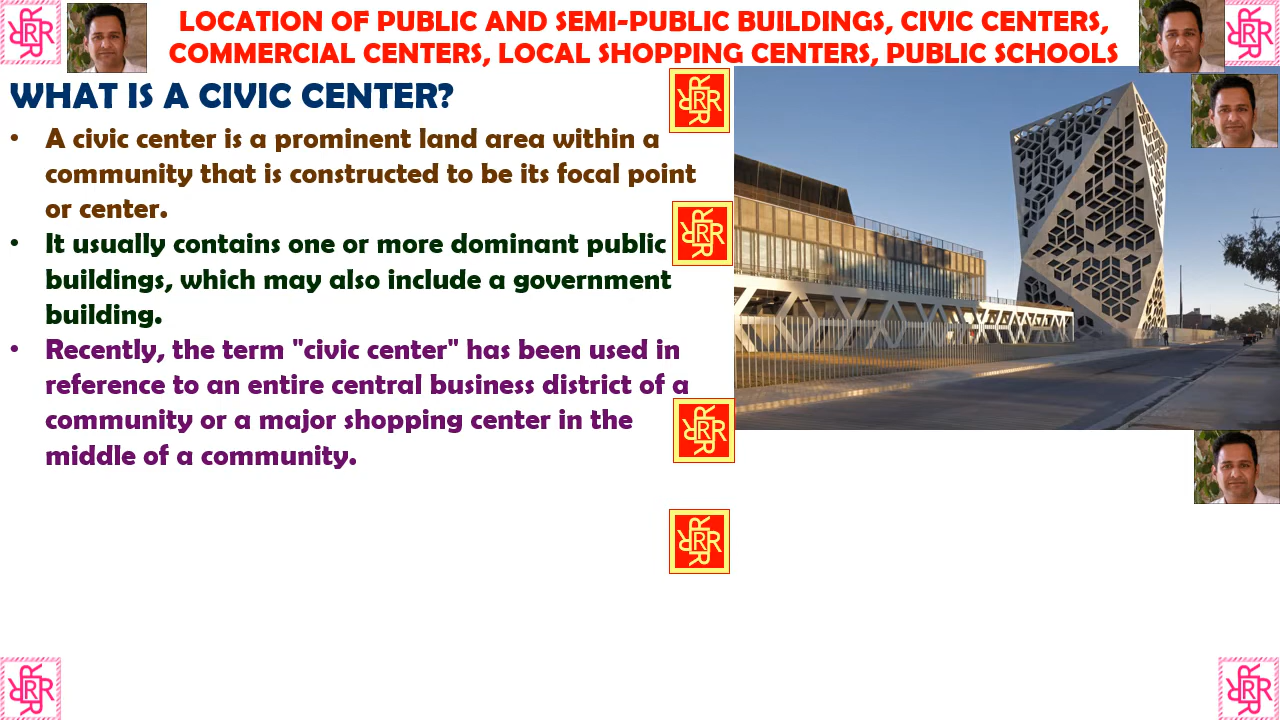 LOCATION OF PUBLIC AND SEMI-PUBLIC BUILDINGS, CIVIC CENTERS,
COMMERCIAL CENTERS, LOCAL SHOPPING CENTERS, PUBLIC SCHOOLS
WHAT IS A CIVIC CENTER?
• A civic center is a prominent land area within a
community that is constructed to be its focal point
or center.
• It usually contains one or more dominant public
buildings, which may also include a government
building.
• Recently, the term "civic center" has been used in
reference to an entire central business district of a
community or a major shopping center in the
middle of a community.